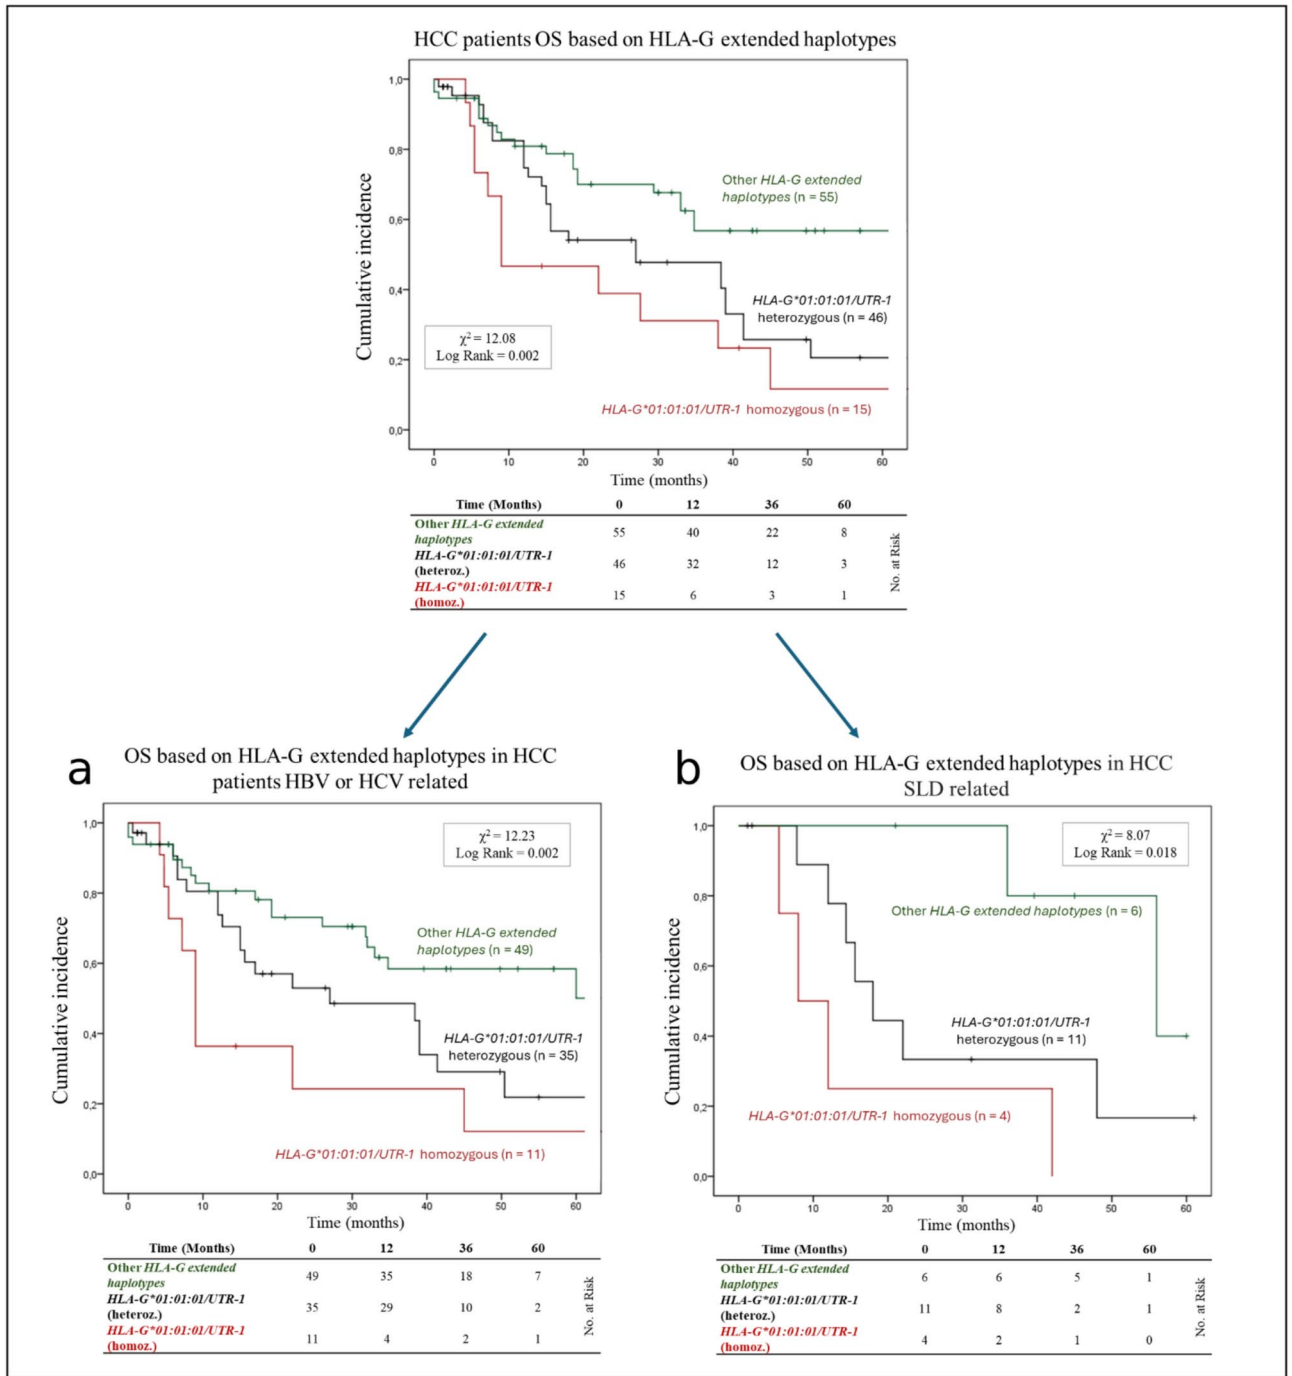 HCC patients OS based on HLA-G extended haplotypes
Cumulative incidence
1,0
0,8
0,6
0,4
0,2
0,0
Other HLA-G extended
haplotypes (n = 55)
HLA-G*01:01:01/UTR-1
heterozygous (n = 46)
χ² = 12.08
Log Rank = 0.002
HLA-G*01:01:01/UTR-1 homozygous (n = 15)
0 10 20 30 40 50 60
Time (months)
Time (Months) 0 12 36 60
Other HLA-G extended
haplotypes 55 40 22 8
HLA-G*01:01:01/UTR-1
(heteroz.) 46 32 12 3
HLA-G*01:01:01/UTR-1
(homoz.) 15 6 3 1
No. at Risk
a
OS based on HLA-G extended haplotypes in HCC
patients HBV or HCV related
Cumulative incidence
1,0
0,8
0,6
0,4
0,2
0,0
χ² = 12.23
Log Rank = 0.002
Other HLA-G extended
haplotypes (n = 49)
HLA-G*01:01:01/UTR-1
heterozygous (n = 35)
HLA-G*01:01:01/UTR-1 homozygous (n = 11)
0 10 20 30 40 50 60
Time (months)
Time (Months) 0 12 36 60
Other HLA-G extended
haplotypes 49 35 18 7
HLA-G*01:01:01/UTR-1
(heteroz.) 35 29 10 2
HLA-G*01:01:01/UTR-1
(homoz.) 11 4 2 1
No. at Risk
b
OS based on HLA-G extended haplotypes in HCC
SLD related
Cumulative incidence
1,0
0,8
0,6
0,4
0,2
0,0
χ² = 8.07
Log Rank = 0.018
Other HLA-G extended haplotypes (n = 6)
HLA-G*01:01:01/UTR-1
heterozygous (n = 11)
HLA-G*01:01:01/UTR-1 homozygous (n = 4)
0 10 20 30 40 50 60
Time (months)
Time (Months) 0 12 36 60
Other HLA-G extended
haplotypes 6 6 5 1
HLA-G*01:01:01/UTR-1
(heteroz.) 11 8 2 1
HLA-G*01:01:01/UTR-1
(homoz.) 4 2 1 0
No. at Risk